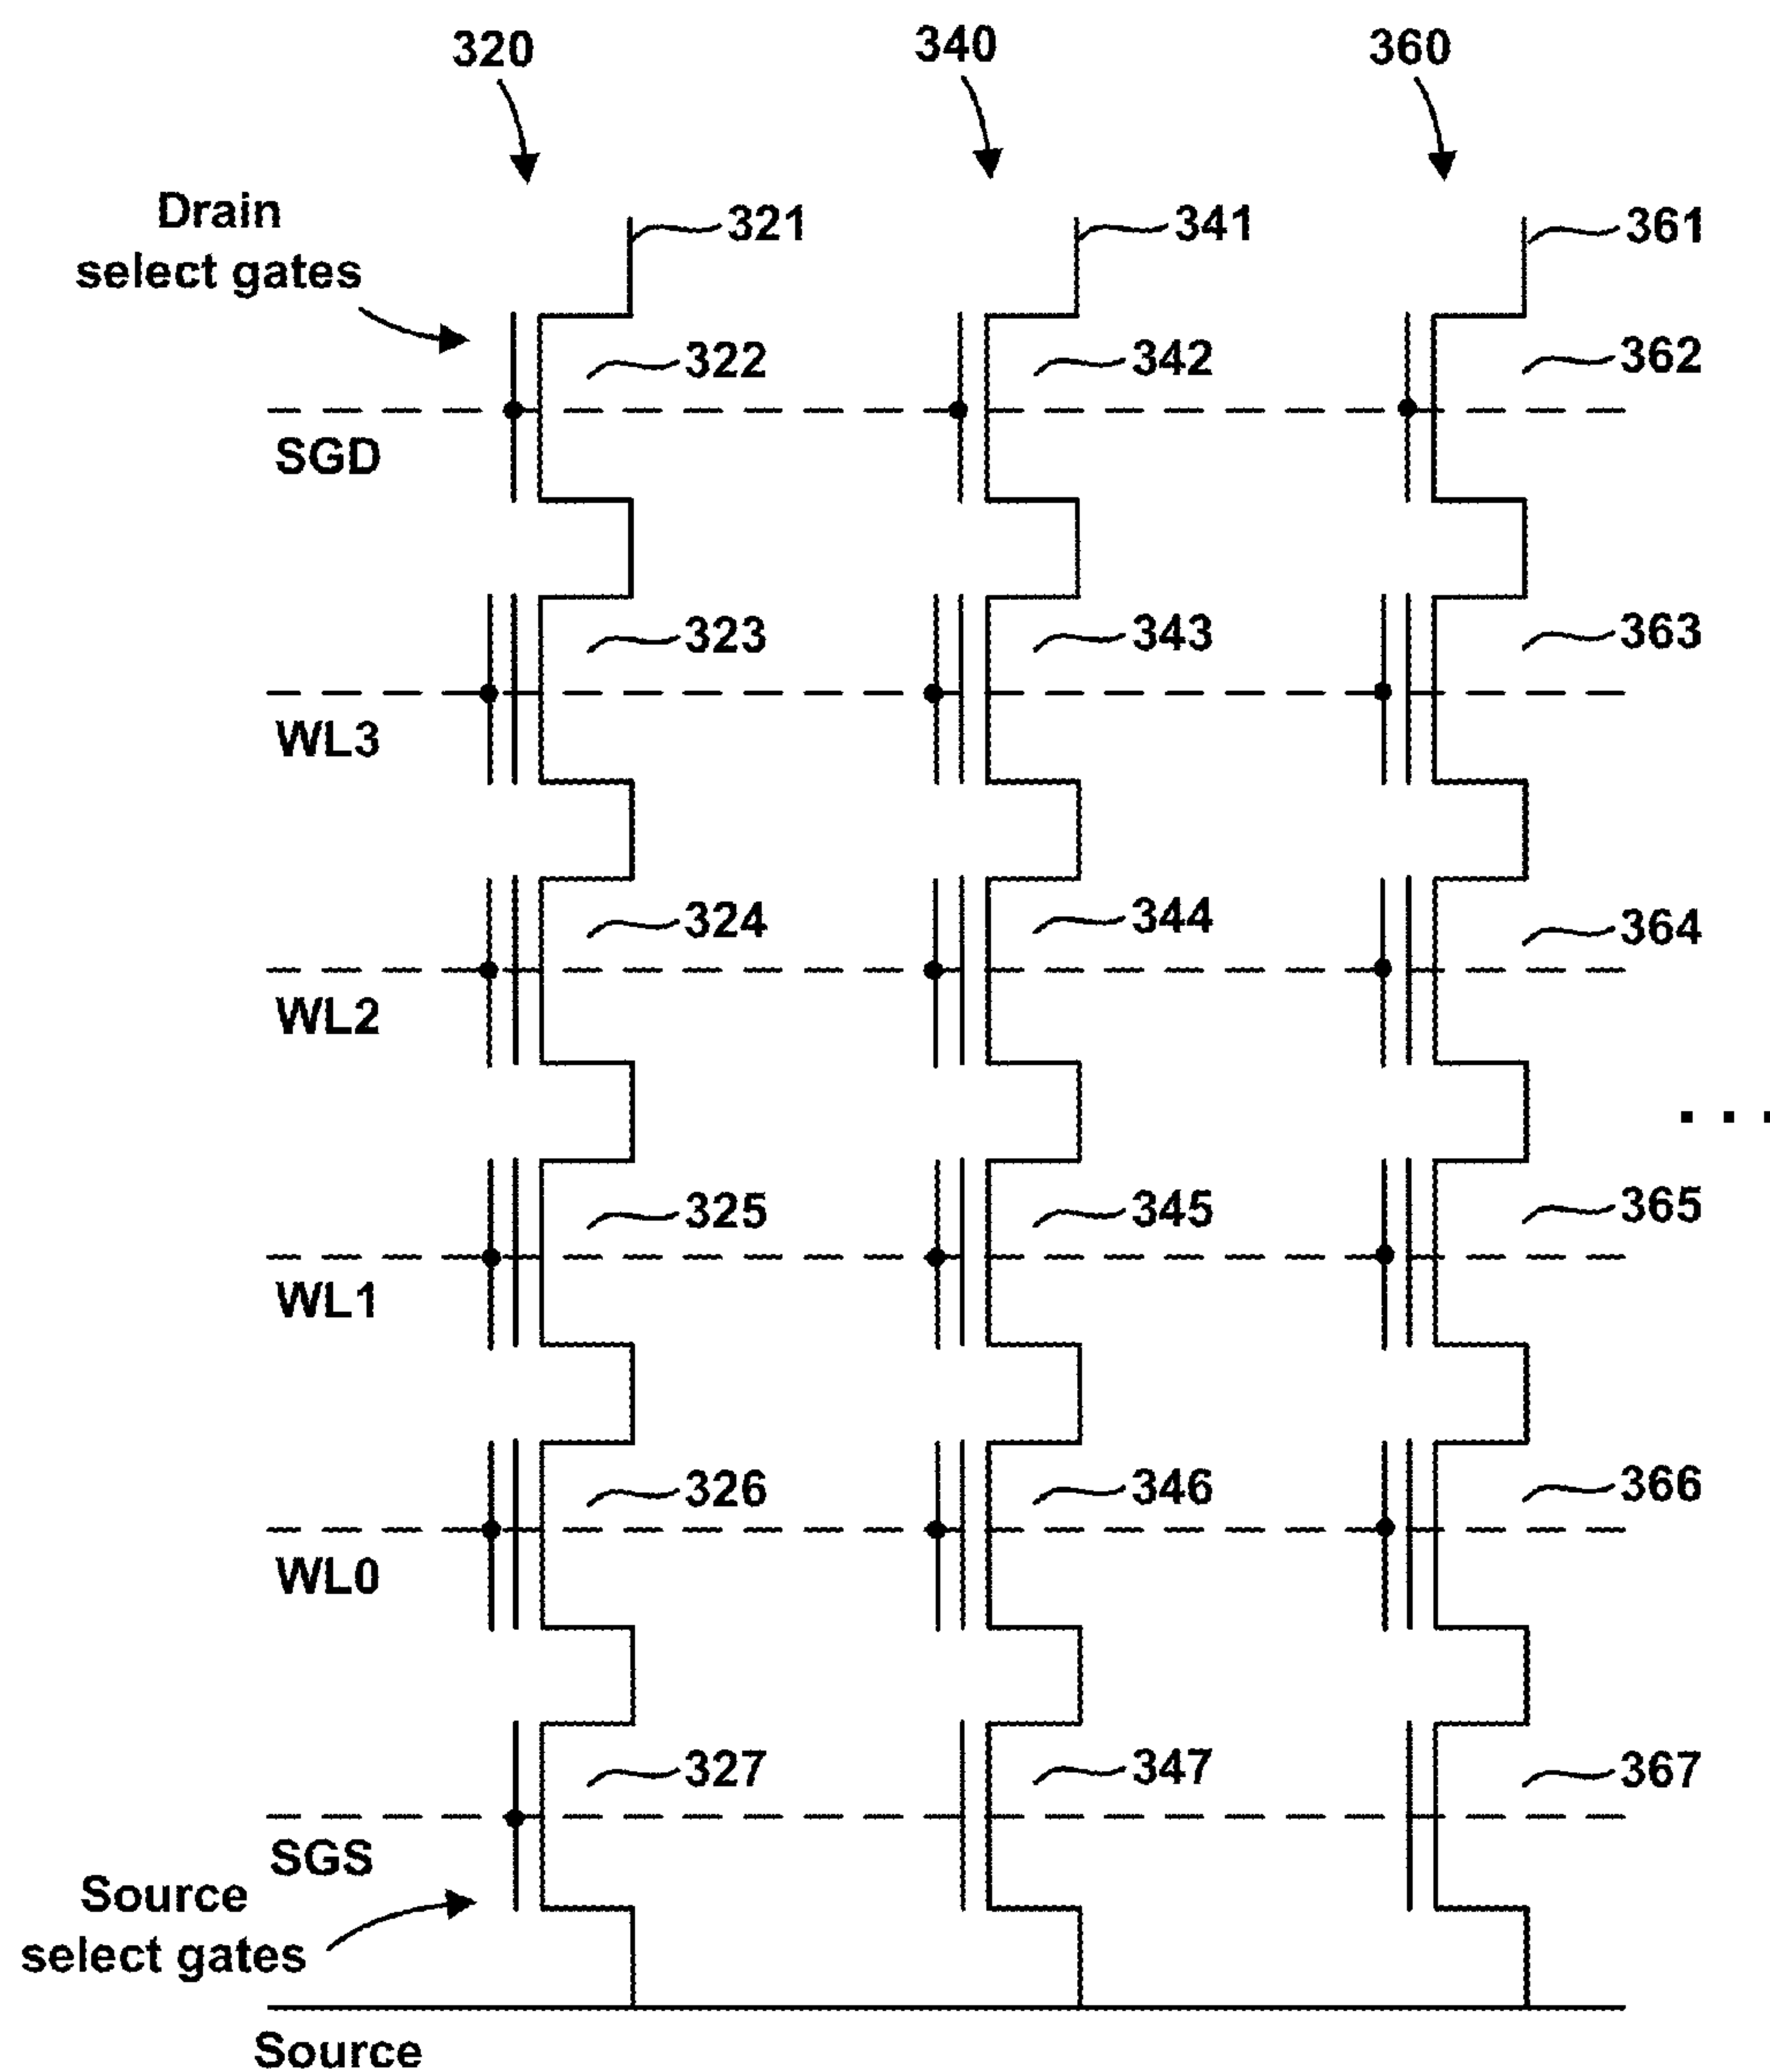 320 340 360
Drain
select gates
321 341 361
322 342 362
SGD
323 343 363
WL3
324 344 364
WL2
325 345 365
WL1
326 346 366
WL0
327 347 367
SGS
Source
select gates
Source
. . .